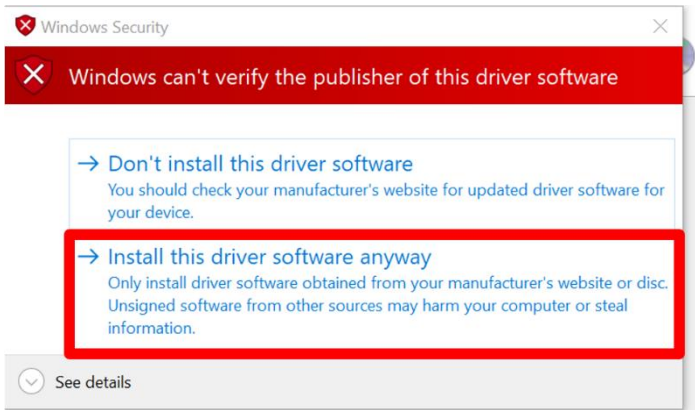 Windows Security
Windows can't verify the publisher of this driver software
→ Don't install this driver software
You should check your manufacturer's website for updated driver software for
your device.
→ Install this driver software anyway
Only install driver software obtained from your manufacturer's website or disc.
Unsigned software from other sources may harm your computer or steal
information.
See details